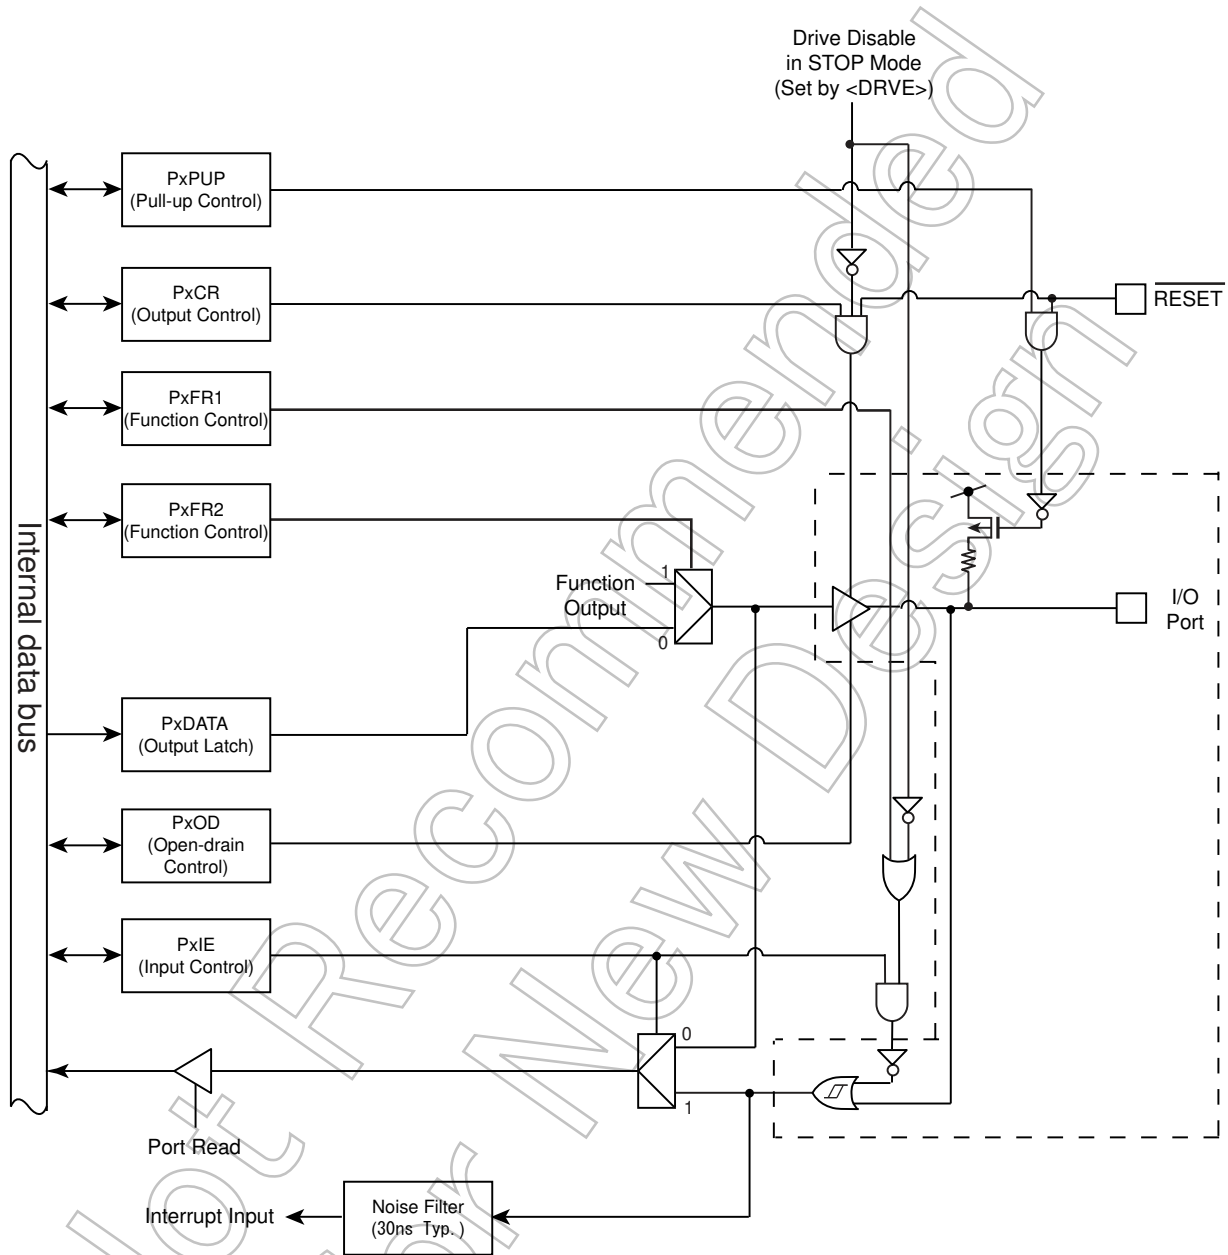 Drive Disable
in STOP Mode
(Set by <DRVE>)
PxPUP
(Pull-up Control)
PxCR
(Output Control)
RESET
PxFR1
(Function Control)
PxFR2
(Function Control)
Internal data bus
1
Function
Output
0
I/O
Port
PxDATA
(Output Latch)
PxOD
(Open-drain
Control)
PxIE
(Input Control)
0
1
Port Read
Noise Filter
(30ns Typ.)
Interrupt Input
Not Recommended
for New Design